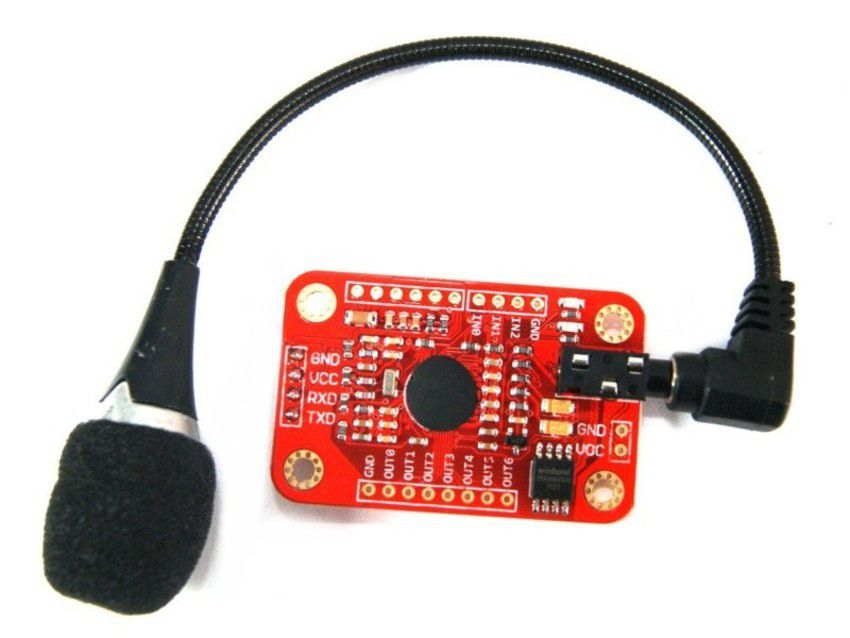 IN0
IN1
IN2
GND
GND
VCC
RXD
TXD
GND
VCC
GND
OUT0
OUT1
OUT2
OUT3
OUT4
OUT5
OUT6
winbond